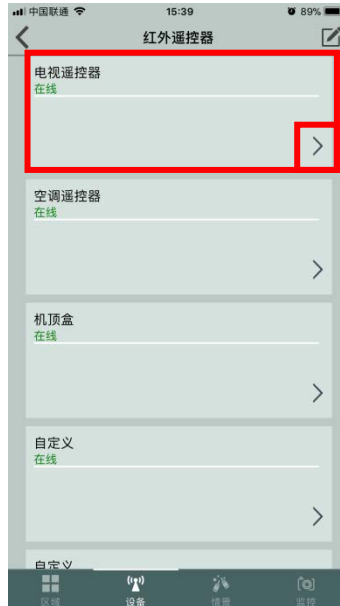 中国联通 15:39 89%
红外遥控器
电视遥控器
在线
空调遥控器
在线
机顶盒
在线
自定义
在线
自定义
区域 设备 情景 监控